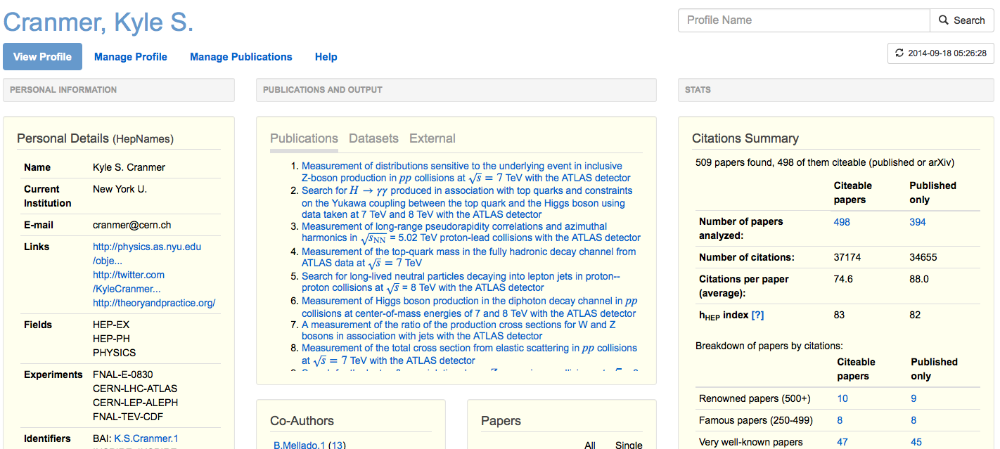 Cranmer, Kyle S.
Profile Name
Search
View Profile
Manage Profile
Manage Publications
Help
2014-09-18 05:26:28
PERSONAL INFORMATION
Personal Details (HepNames)
Name Kyle S. Cranmer
Current New York U.
Institution
E-mail cranmer@cern.ch
Links http://physics.as.nyu.edu
/obje...
http://twitter.com
/KyleCranmer...
http://theoryandpractice.org/
Fields HEP-EX
HEP-PH
PHYSICS
Experiments FNAL-E-0830
CERN-LHC-ATLAS
CERN-LEP-ALEPH
FNAL-TEV-CDF
Identifiers BAI: K.S.Cranmer.1
PUBLICATIONS AND OUTPUT
Publications Datasets External
1. Measurement of distributions sensitive to the underlying event in inclusive
Z-boson production in pp collisions at √s = 7 TeV with the ATLAS detector
2. Search for H → γγ produced in association with top quarks and constraints
on the Yukawa coupling between the top quark and the Higgs boson using
data taken at 7 TeV and 8 TeV with the ATLAS detector
3. Measurement of long-range pseudorapidity correlations and azimuthal
harmonics in √sNN = 5.02 TeV proton-lead collisions with the ATLAS detector
4. Measurement of the top-quark mass in the fully hadronic decay channel from
ATLAS data at √s = 7 TeV
5. Search for long-lived neutral particles decaying into lepton jets in proton--
proton collisions at √s = 8 TeV with the ATLAS detector
6. Measurement of Higgs boson production in the diphoton decay channel in pp
collisions at center-of-mass energies of 7 and 8 TeV with the ATLAS detector
7. A measurement of the ratio of the production cross sections for W and Z
bosons in association with jets with the ATLAS detector
8. Measurement of the total cross section from elastic scattering in pp collisions
at √s = 7 TeV with the ATLAS detector
Co-Authors
B.Mellado.1 (13)
Papers
All Single
STATS
Citations Summary
509 papers found, 498 of them citeable (published or arXiv)
Citeable Published
papers only
Number of papers 498 394
analyzed:
Number of citations: 37174 34655
Citations per paper 74.6 88.0
(average):
hHEP index [?] 83 82
Breakdown of papers by citations:
Citeable Published
papers only
Renowned papers (500+) 10 9
Famous papers (250-499) 8 8
Very well-known papers 47 45